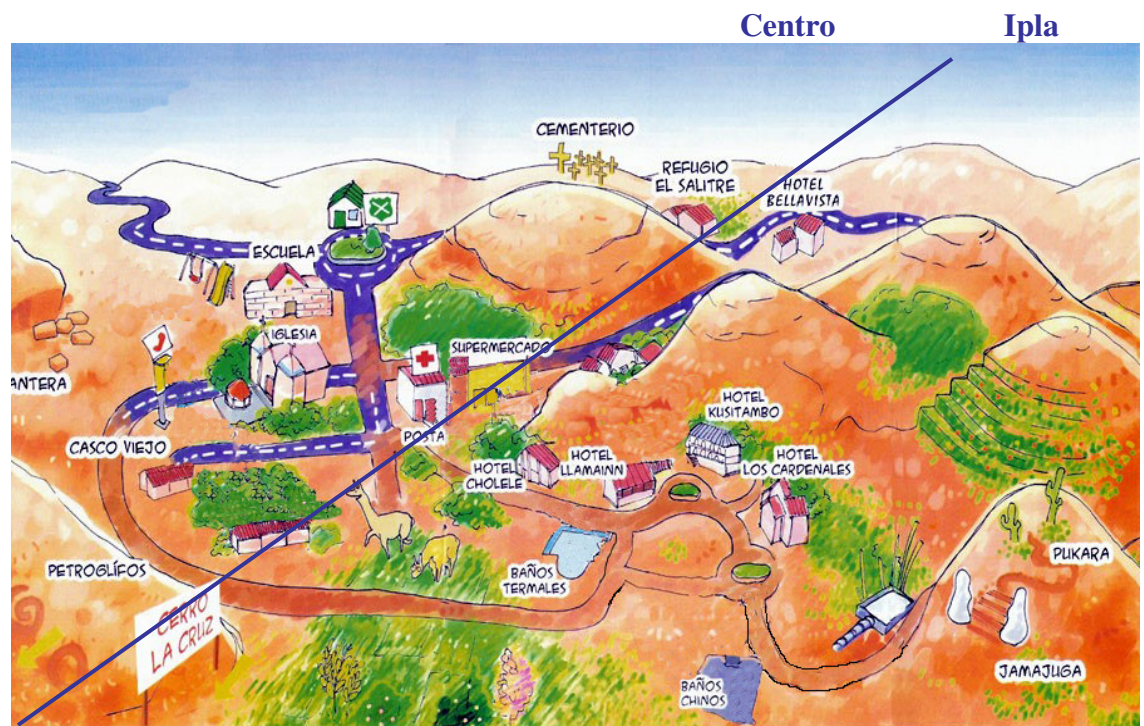 Centro
Ipla
CEMENTERIO
REFUGIO
EL SALITRE
HOTEL
BELLAVISTA
ESCUELA
IGLESIA
SUPERMERCADO
ANTERA
HOTEL
KUSITAMBO
CASCO VIEJO
POSTA
HOTEL
CHOLELE
HOTEL
LLAMAINN
HOTEL
LOS CARDENALES
PUKARA
PETROGLÍFOS
BAÑOS
TERMALES
CERRO
LA CRUZ
JAMAJUGA
BAÑOS
CHINOS